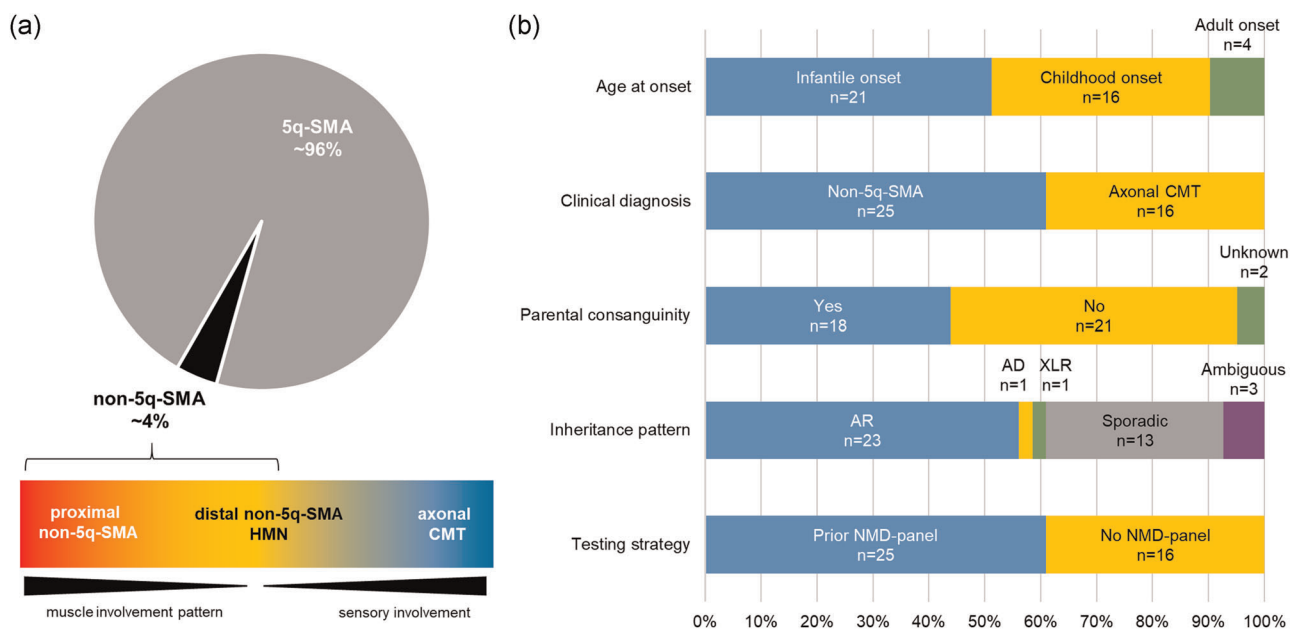 (a)
5q-SMA
~96%
non-5q-SMA
~4%
proximal
non-5q-SMA
distal non-5q-SMA
HMN
axonal
CMT
muscle involvement pattern
sensory involvement
(b)
Adult onset
n=4
Age at onset
Infantile onset
n=21
Childhood onset
n=16
Clinical diagnosis
Non-5q-SMA
n=25
Axonal CMT
n=16
Unknown
n=2
Parental consanguinity
Yes
n=18
No
n=21
AD
n=1
XLR
n=1
Ambiguous
n=3
Inheritance pattern
AR
n=23
Sporadic
n=13
Testing strategy
Prior NMD-panel
n=25
No NMD-panel
n=16
0% 10% 20% 30% 40% 50% 60% 70% 80% 90% 100%